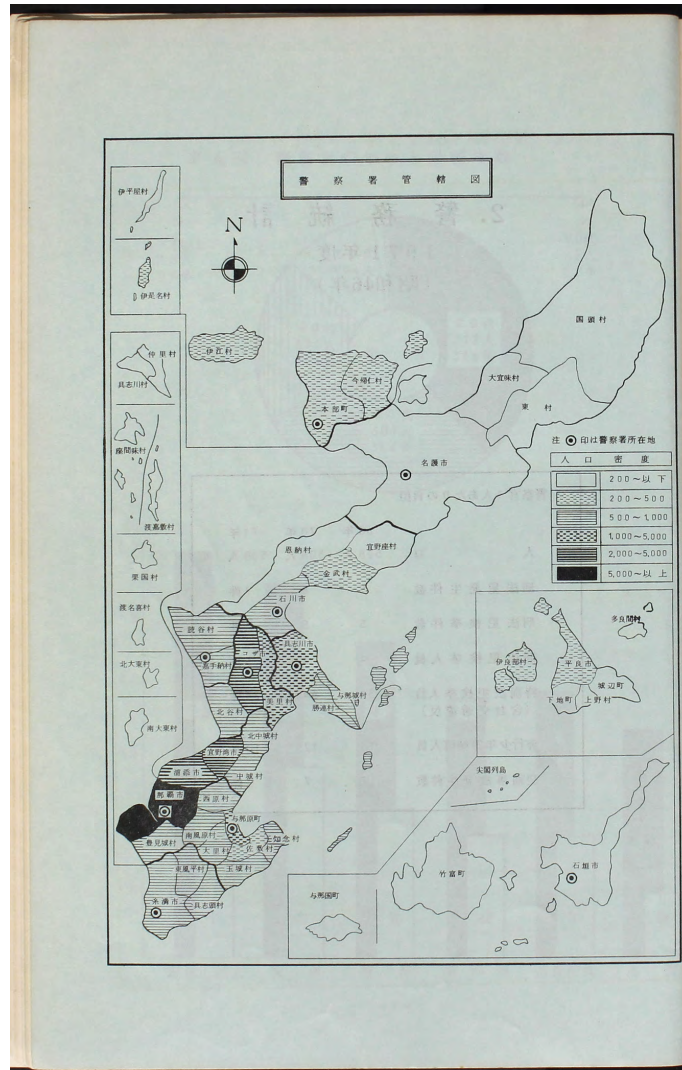 警察署管轄図
N
伊平屋村
伊是名村
仲里村
具志川村
座間味村
渡嘉敷村
粟国村
渡名喜村
北大東村
南大東村
伊江村
今帰仁村
本部町
国頭村
大宜味村
東村
名護市
注 ◉印は警察署所在地
人口密度
200~以下
200~500
500~1,000
1,000~5,000
2,000~5,000
5,000~以上
恩納村
宜野座村
金武村
石川市
読谷村
嘉手納村
コザ市
具志川市
美里村
与那城村
勝連村
北谷村
北中城村
宜野湾市
中城村
浦添市
那覇市
西原村
与那原町
南風原村
豊見城村
大里村
佐敷村
知念村
東風平村
玉城村
糸満市
具志頭村
多良間村
伊良部村
平良市
城辺町
下地町
上野村
尖閣列島
石垣市
竹富町
与那国町